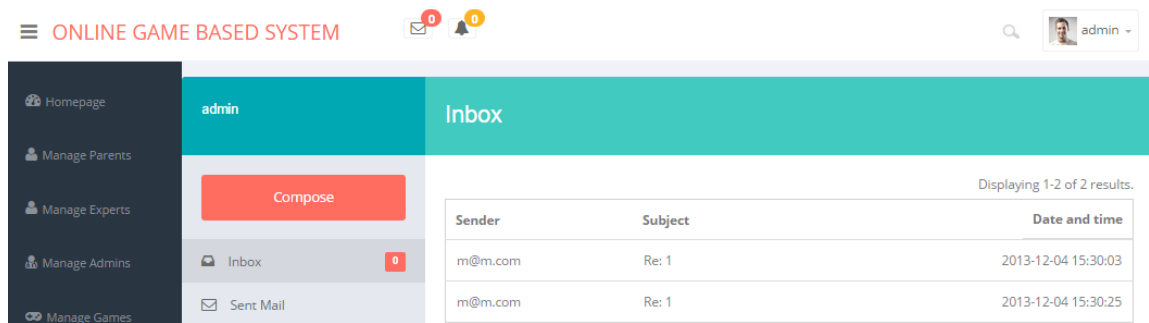 ONLINE GAME BASED SYSTEM 0 0 admin
Homepage
Manage Parents
Manage Experts
Manage Admins
Manage Games
admin
Compose
Inbox 0
Sent Mail
Inbox
Displaying 1-2 of 2 results.
Sender Subject Date and time
m@m.com Re: 1 2013-12-04 15:30:03
m@m.com Re: 1 2013-12-04 15:30:25